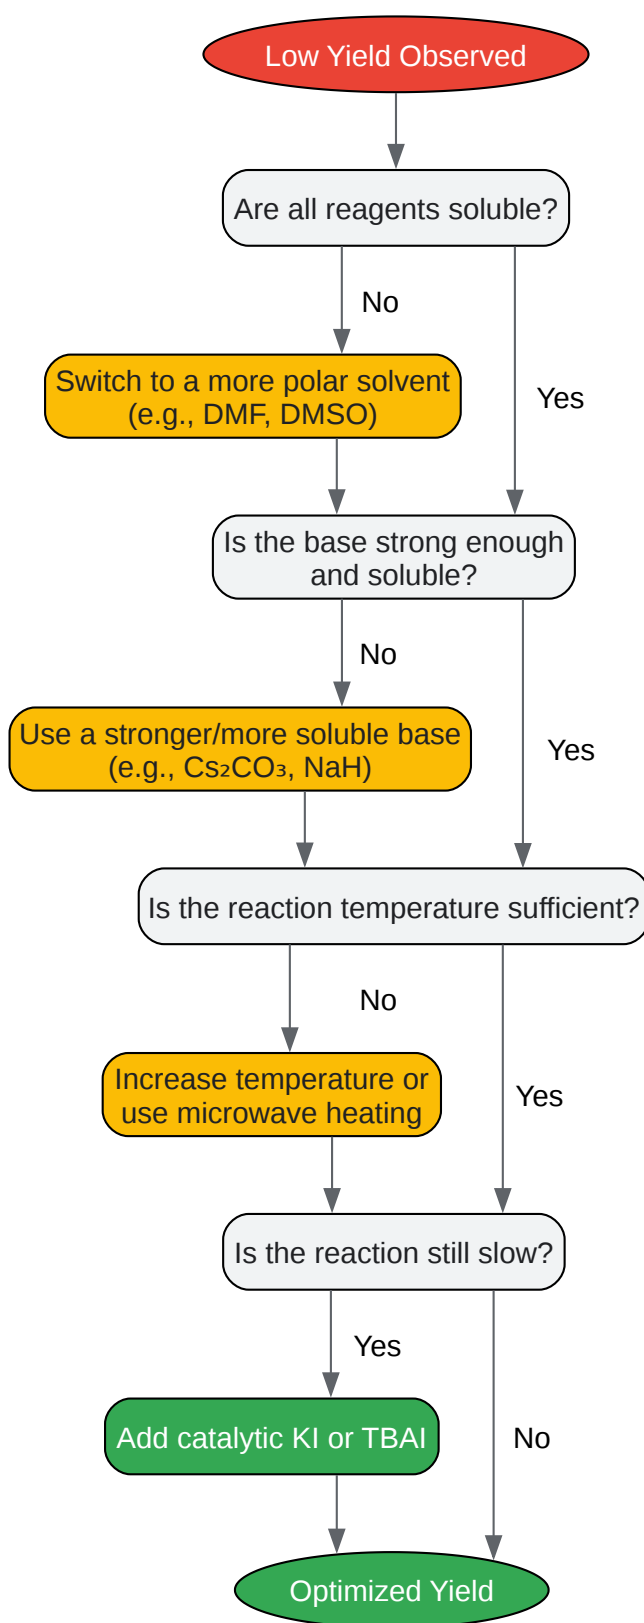 Low Yield Observed
Are all reagents soluble?
No
Switch to a more polar solvent
(e.g., DMF, DMSO)
Yes
Is the base strong enough
and soluble?
No
Use a stronger/more soluble base
(e.g., Cs₂CO₃, NaH)
Yes
Is the reaction temperature sufficient?
No
Increase temperature or
use microwave heating
Yes
Is the reaction still slow?
Yes
Add catalytic KI or TBAI
No
Optimized Yield